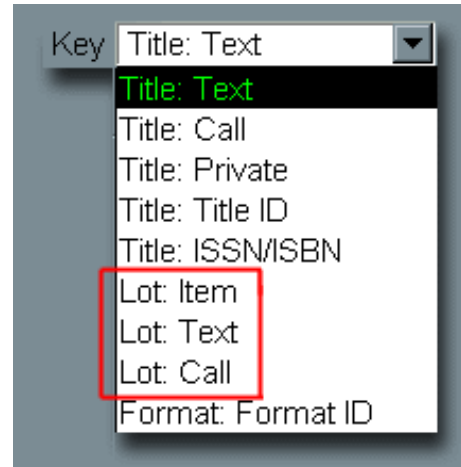 Key Title: Text
Title: Text
Title: Call
Title: Private
Title: Title ID
Title: ISSN/ISBN
Lot: Item
Lot: Text
Lot: Call
Format: Format ID